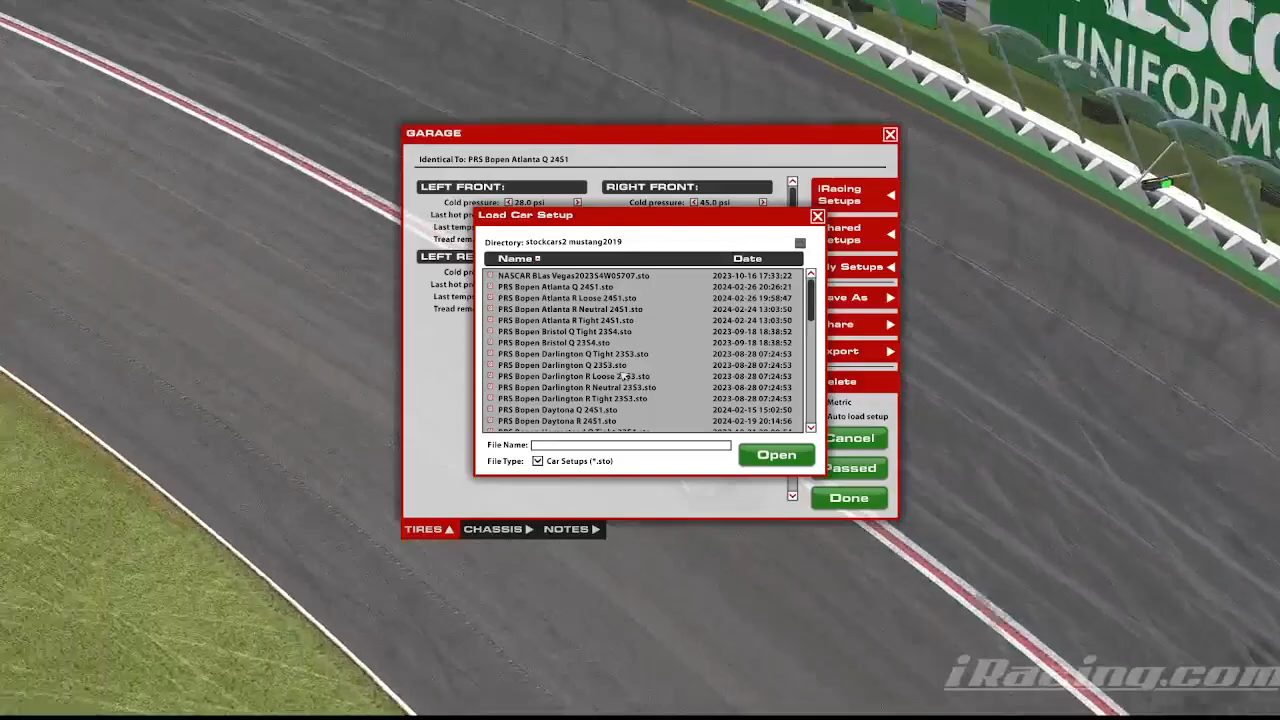 UNIFORMS
GARAGE
Identical To: PRS Bopen Atlanta Q 24S1
LEFT FRONT:
RIGHT FRONT:
Cold pressure: 28.0 psi
Cold pressure: 45.0 psi
Last hot
Last temps
Tread rem
LEFT RE
Cold pr
Last hot p
Last temp
Tread rem
iRacing
Setups
hared
etups
y Setups
ave As
hare
xport
elete
Metric
Auto load setup
Cancel
Passed
Done
Load Car Setup
Directory: stockcars2 mustang2019
Name Date
NASCAR BLas Vegas2023S4W05707.sto 2023-10-16 17:33:22
PRS Bopen Atlanta Q 24S1.sto 2024-02-26 20:26:21
PRS Bopen Atlanta R Loose 24S1.sto 2024-02-26 19:58:47
PRS Bopen Atlanta R Neutral 24S1.sto 2024-02-24 13:03:50
PRS Bopen Atlanta R Tight 24S1.sto 2024-02-24 13:03:50
PRS Bopen Bristol Q Tight 23S4.sto 2023-09-18 18:38:52
PRS Bopen Bristol Q 23S4.sto 2023-09-18 18:38:52
PRS Bopen Darlington Q Tight 23S3.sto 2023-08-28 07:24:53
PRS Bopen Darlington Q 23S3.sto 2023-08-28 07:24:53
PRS Bopen Darlington R Loose 23S3.sto 2023-08-28 07:24:53
PRS Bopen Darlington R Neutral 23S3.sto 2023-08-28 07:24:53
PRS Bopen Darlington R Tight 23S3.sto 2023-08-28 07:24:53
PRS Bopen Daytona Q 24S1.sto 2024-02-15 15:02:50
PRS Bopen Daytona R 24S1.sto 2024-02-19 20:14:56
File Name:
File Type: Car Setups (*.sto)
Open
TIRES CHASSIS NOTES
iRacing.com